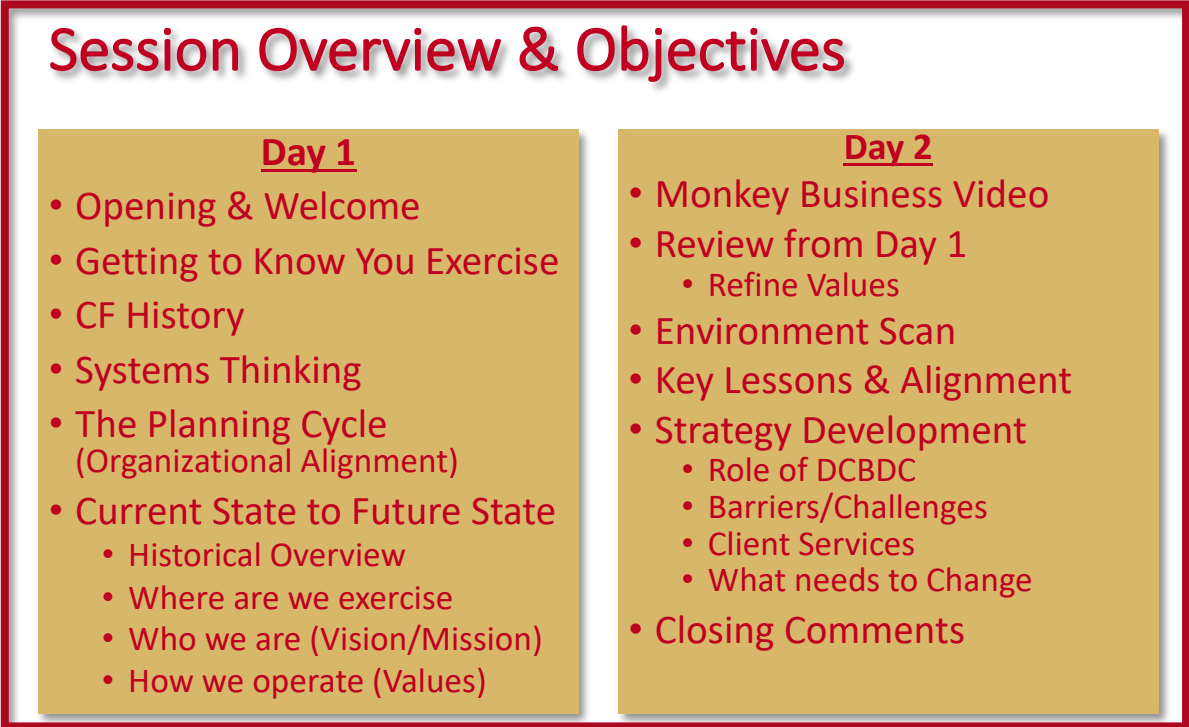 Session Overview & Objectives
Day 1
• Opening & Welcome
• Getting to Know You Exercise
• CF History
• Systems Thinking
• The Planning Cycle
(Organizational Alignment)
• Current State to Future State
• Historical Overview
• Where are we exercise
• Who we are (Vision/Mission)
• How we operate (Values)
Day 2
• Monkey Business Video
• Review from Day 1
• Refine Values
• Environment Scan
• Key Lessons & Alignment
• Strategy Development
• Role of DCBDC
• Barriers/Challenges
• Client Services
• What needs to Change
• Closing Comments